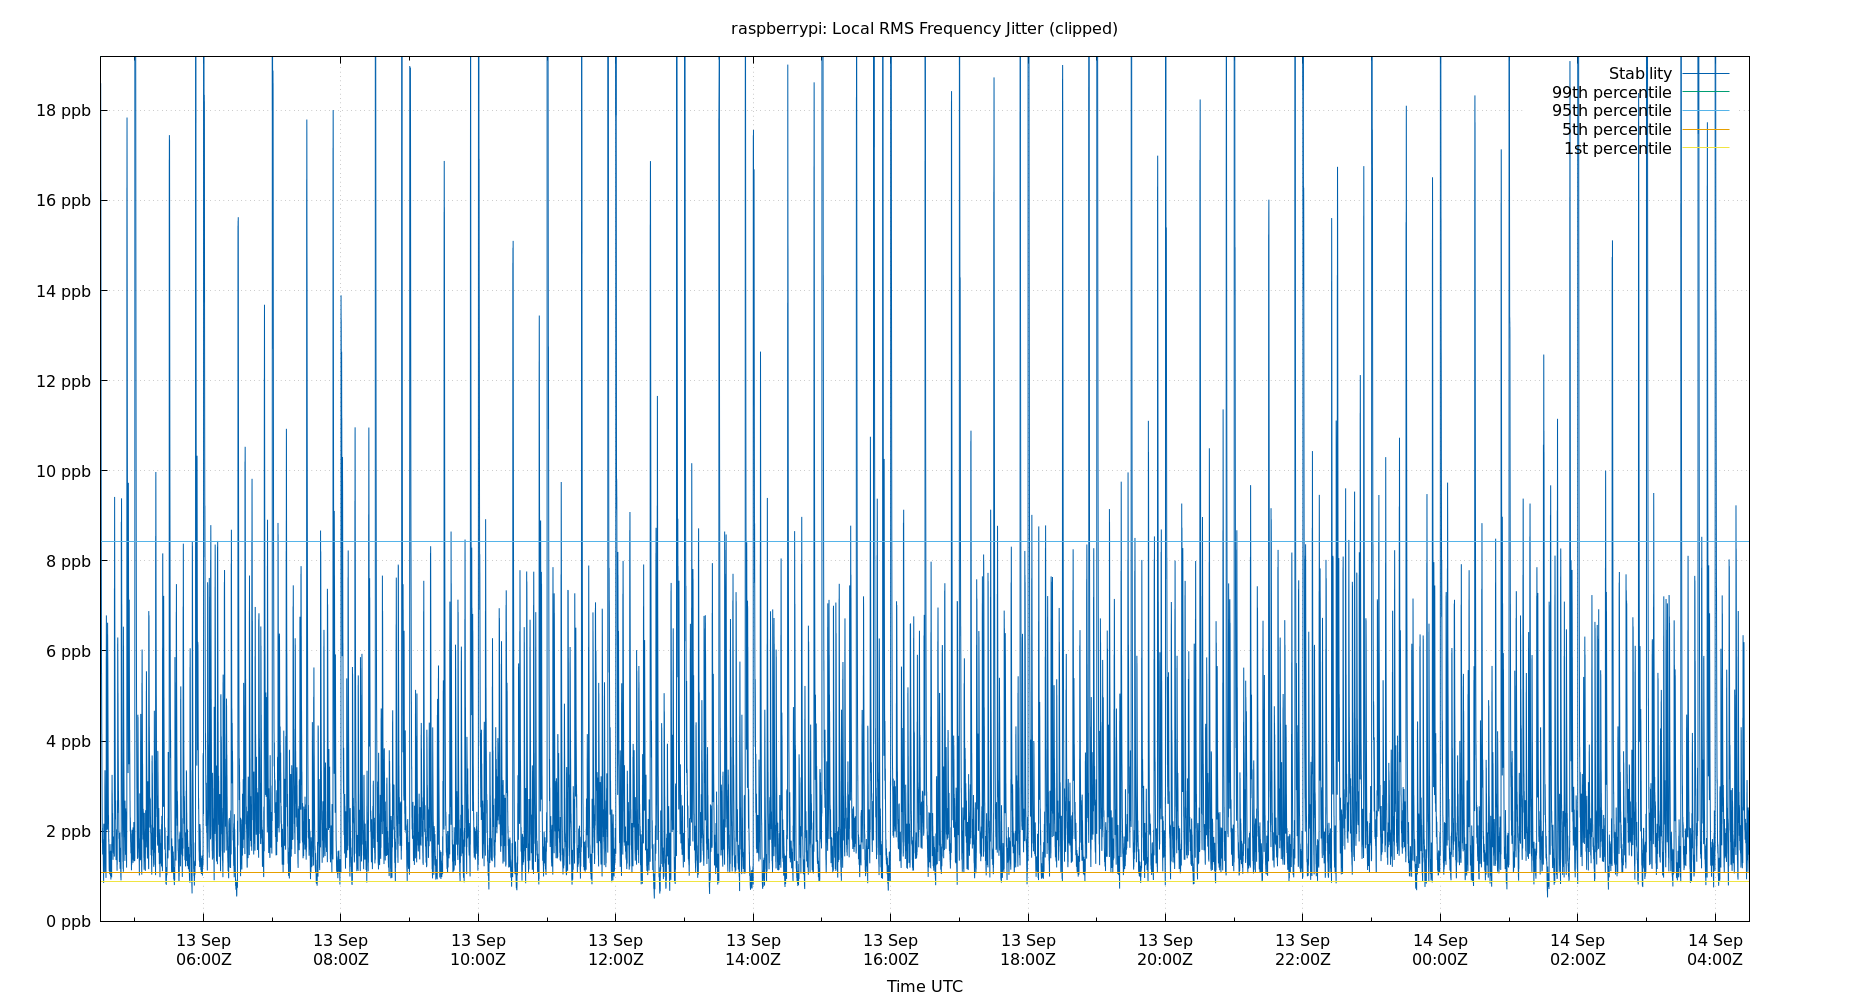 raspberrypi: Local RMS Frequency Jitter (clipped)
Stability
99th percentile
95th percentile
5th percentile
1st percentile
18 ppb
16 ppb
14 ppb
12 ppb
10 ppb
8 ppb
6 ppb
4 ppb
2 ppb
0 ppb
13 Sep 13 Sep 13 Sep 13 Sep 13 Sep 13 Sep 13 Sep 13 Sep 13 Sep 14 Sep 14 Sep 14 Sep
06:00Z 08:00Z 10:00Z 12:00Z 14:00Z 16:00Z 18:00Z 20:00Z 22:00Z 00:00Z 02:00Z 04:00Z
Time UTC